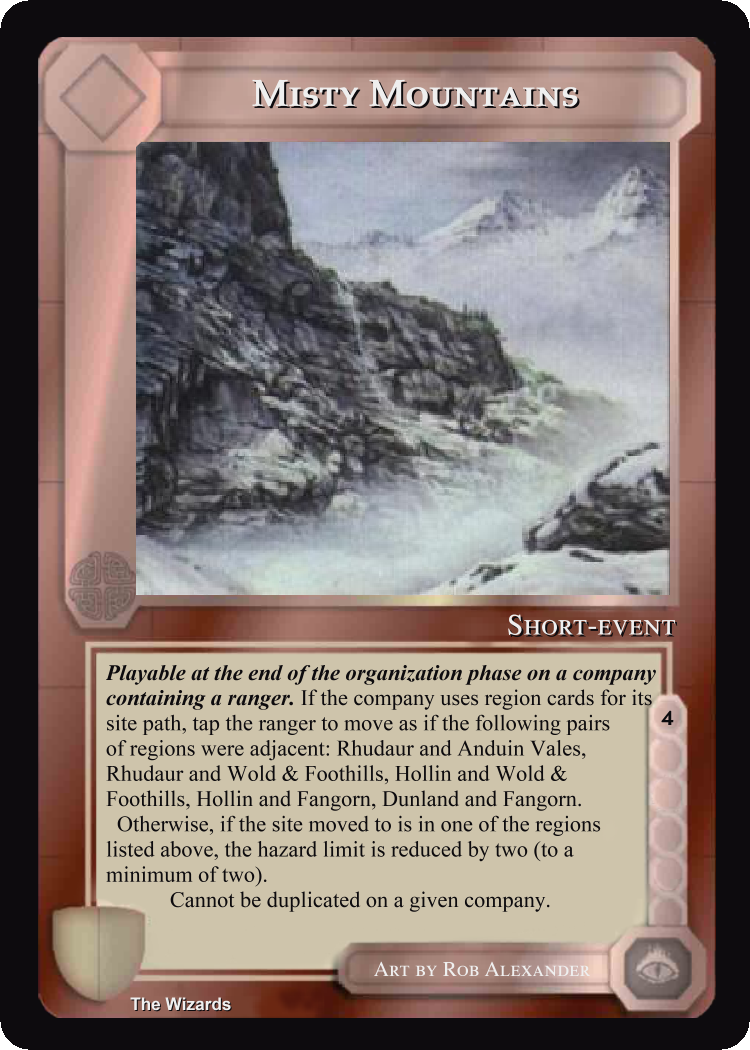 Misty Mountains
Short-event
Playable at the end of the organization phase on a company
containing a ranger. If the company uses region cards for its
site path, tap the ranger to move as if the following pairs
of regions were adjacent: Rhudaur and Anduin Vales,
Rhudaur and Wold & Foothills, Hollin and Wold &
Foothills, Hollin and Fangorn, Dunland and Fangorn.
Otherwise, if the site moved to is in one of the regions
listed above, the hazard limit is reduced by two (to a
minimum of two).
Cannot be duplicated on a given company.
4
Art by Rob Alexander
The Wizards